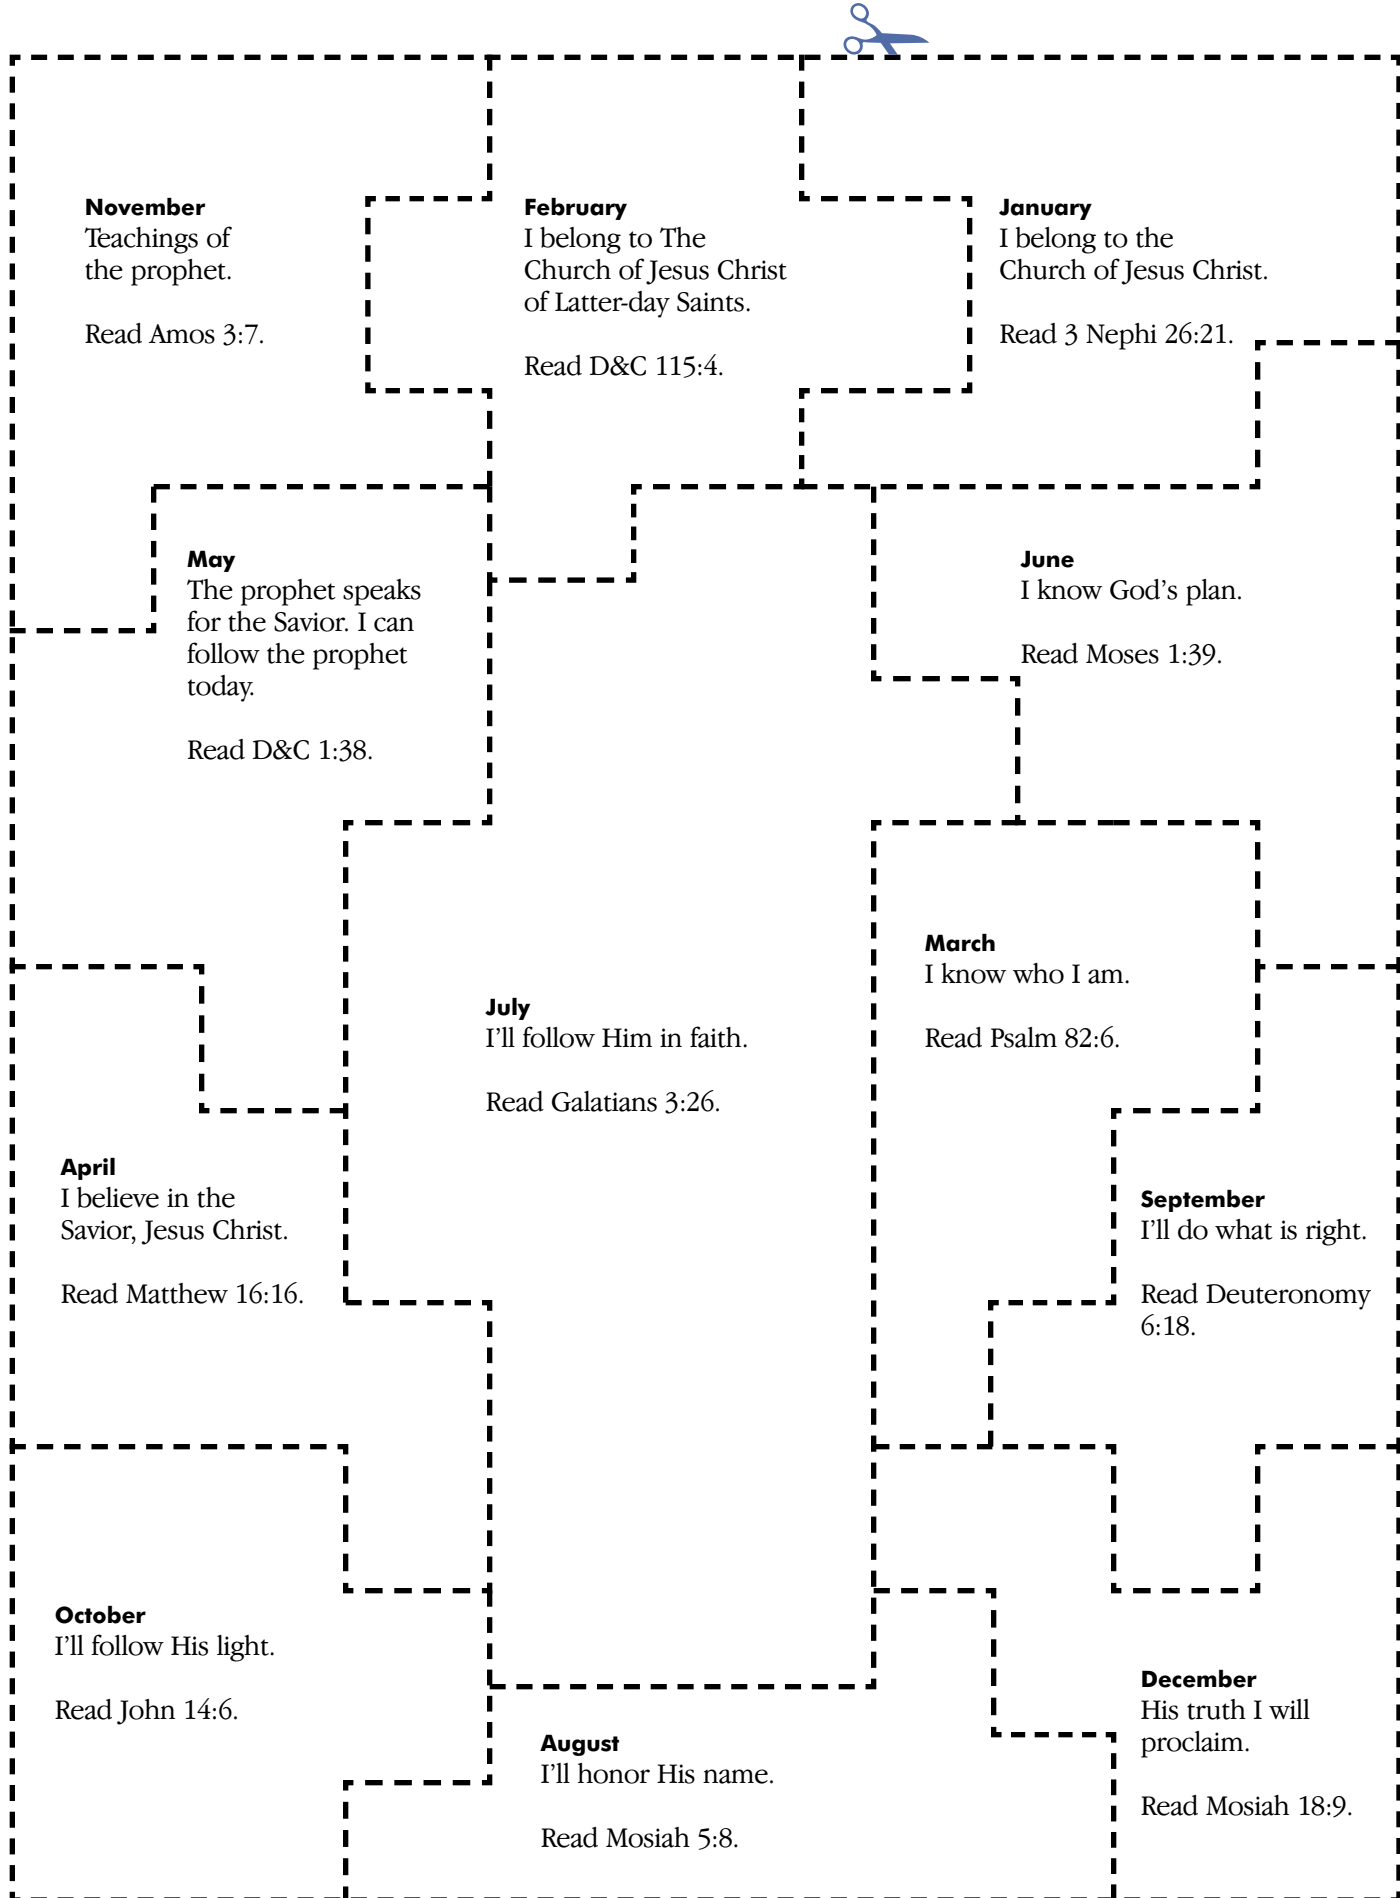 November
Teachings of
the prophet.
Read Amos 3:7.
February
I belong to The
Church of Jesus Christ
of Latter-day Saints.
Read D&C 115:4.
January
I belong to the
Church of Jesus Christ.
Read 3 Nephi 26:21.
May
The prophet speaks
for the Savior. I can
follow the prophet
today.
Read D&C 1:38.
June
I know God’s plan.
Read Moses 1:39.
March
I know who I am.
Read Psalm 82:6.
July
I’ll follow Him in faith.
Read Galatians 3:26.
April
I believe in the
Savior, Jesus Christ.
Read Matthew 16:16.
September
I’ll do what is right.
Read Deuteronomy
6:18.
October
I’ll follow His light.
Read John 14:6.
August
I’ll honor His name.
Read Mosiah 5:8.
December
His truth I will
proclaim.
Read Mosiah 18:9.